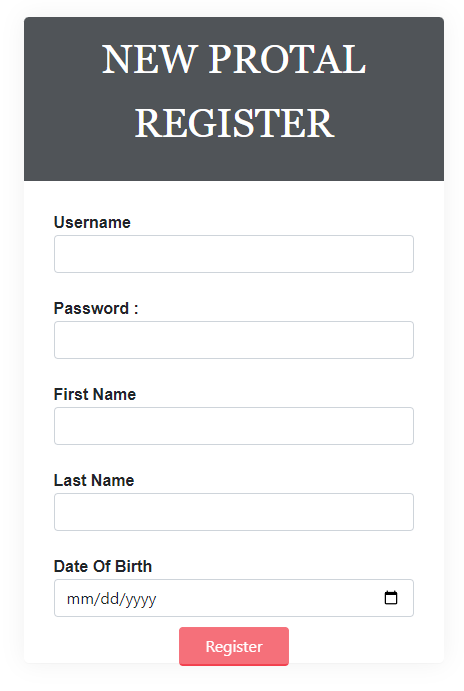 NEW PROTAL
REGISTER
Username
Password :
First Name
Last Name
Date Of Birth
mm/dd/yyyy
Register